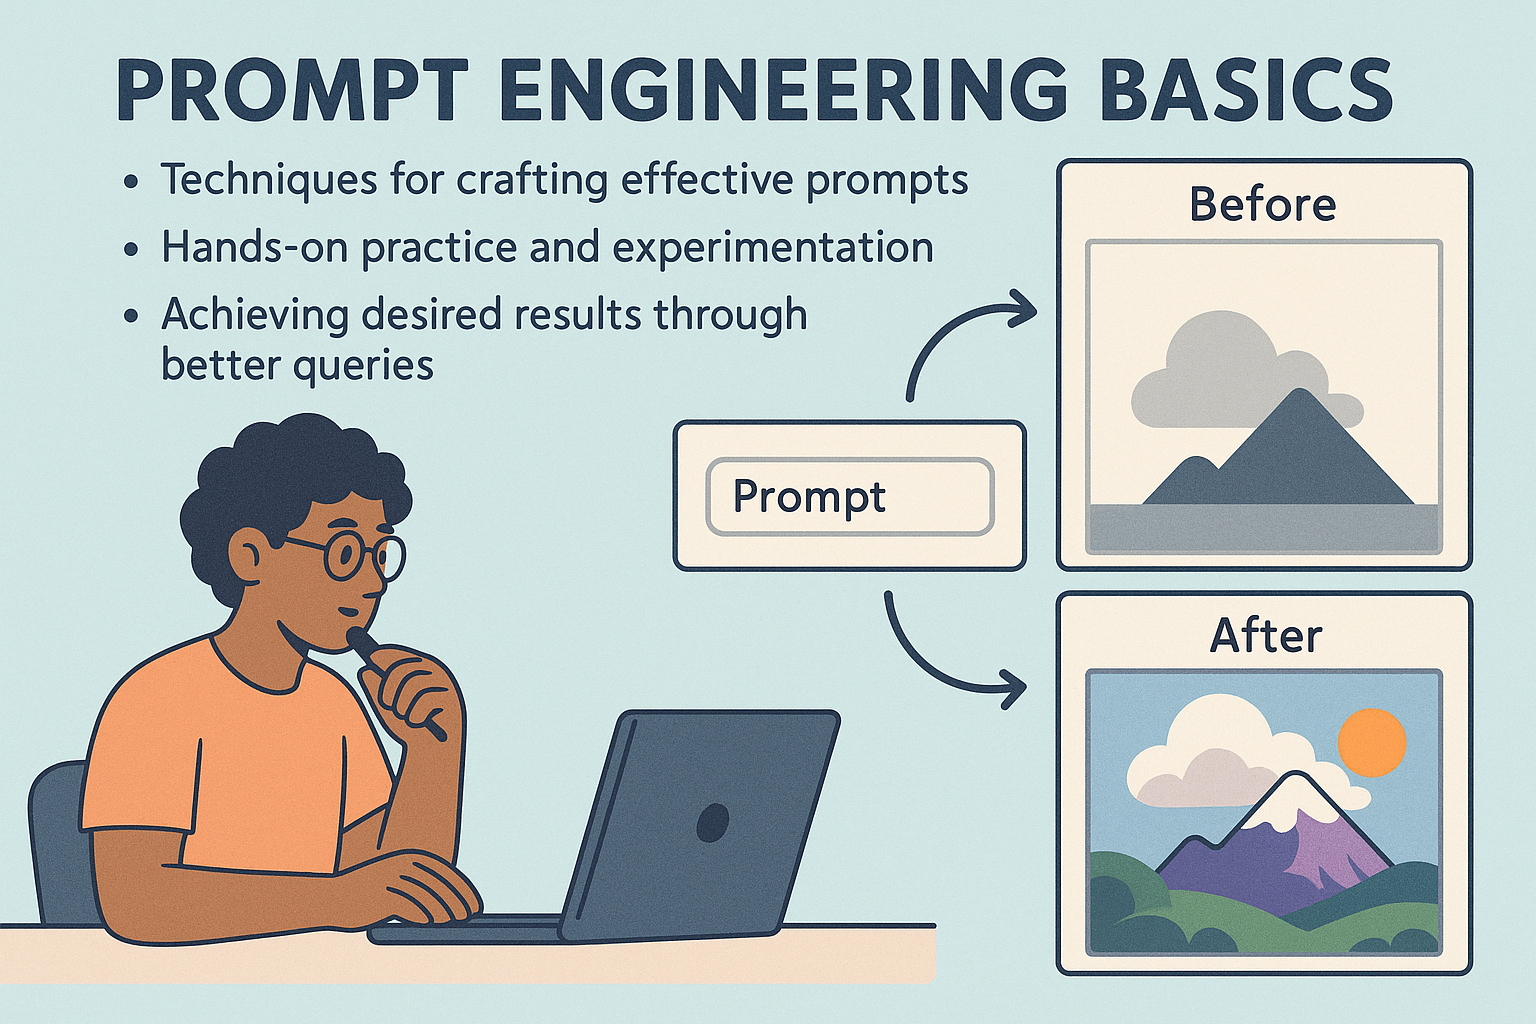 PROMPT ENGINEERING BASICS
• Techniques for crafting effective prompts
• Hands-on practice and experimentation
• Achieving desired results through
better queries
Before
Prompt
After